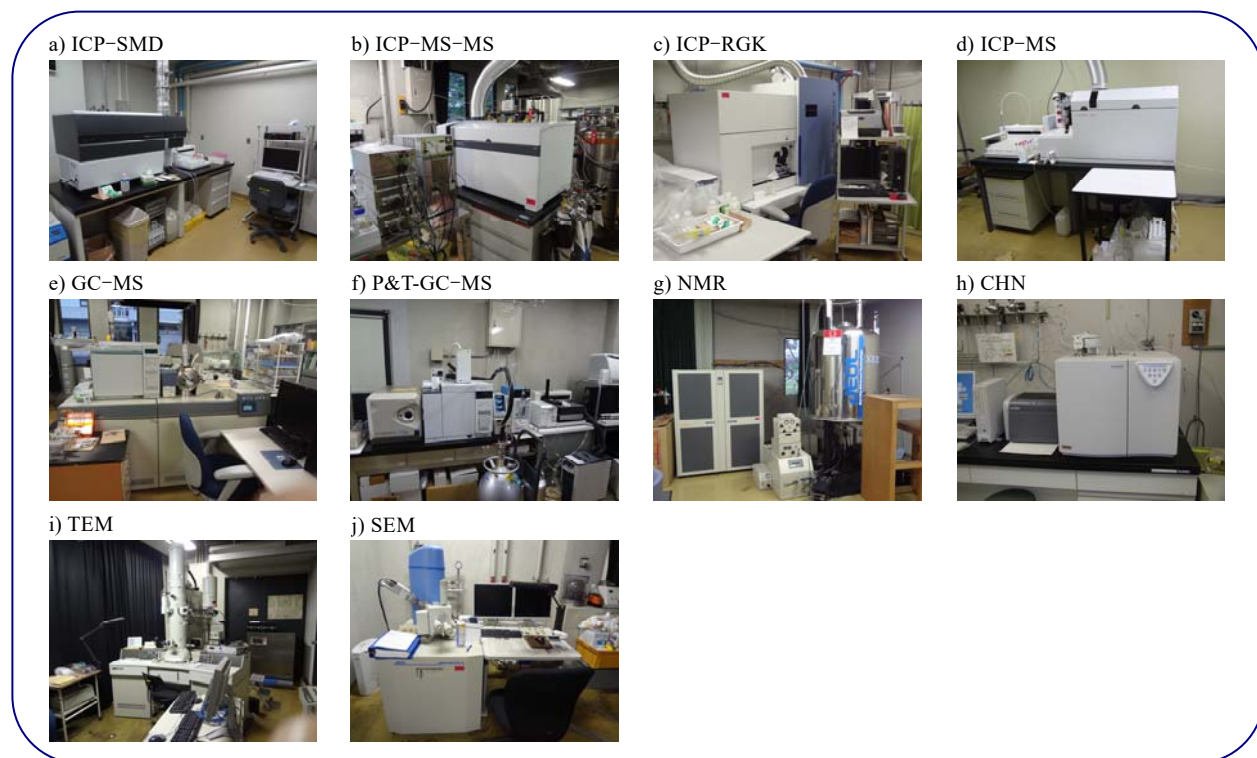 a) ICP−SMD
b) ICP−MS−MS
c) ICP−RGK
d) ICP−MS
e) GC−MS
f) P&T-GC−MS
g) NMR
h) CHN
i) TEM
j) SEM